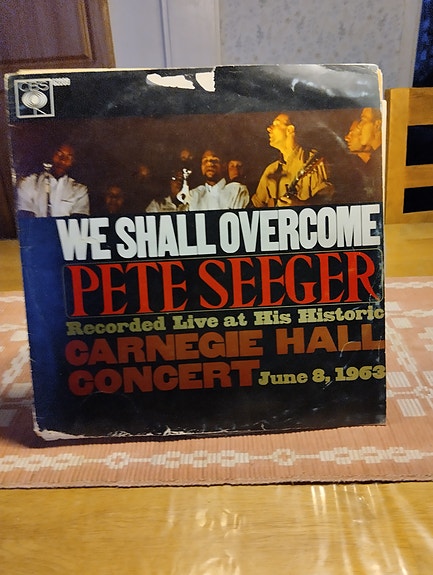 CBS
WE SHALL OVERCOME
PETE SEEGER
Recorded Live at His Historic
CARNEGIE HALL
CONCERT June 8, 1963